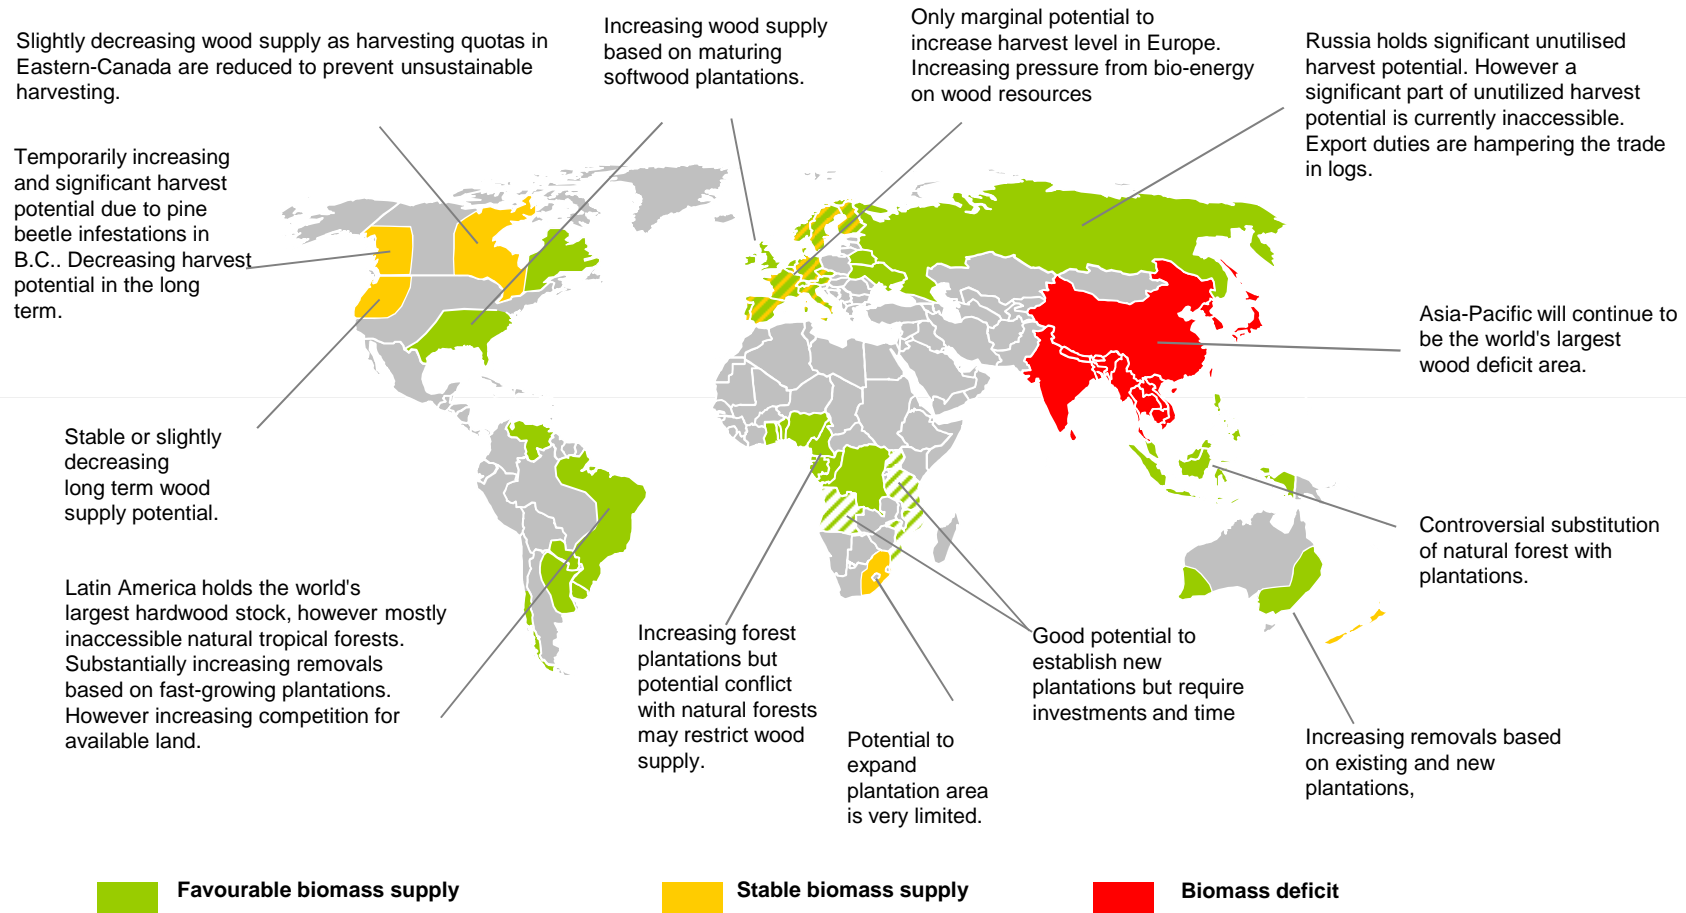 Slightly decreasing wood supply as harvesting quotas in
Eastern-Canada are reduced to prevent unsustainable
harvesting.
Increasing wood supply
based on maturing
softwood plantations.
Only marginal potential to
increase harvest level in Europe.
Increasing pressure from bio-energy
on wood resources
Russia holds significant unutilised
harvest potential. However a
significant part of unutilized harvest
potential is currently inaccessible.
Export duties are hampering the trade
in logs.
Temporarily increasing
and significant harvest
potential due to pine
beetle infestations in
B.C.. Decreasing harvest
potential in the long
term.
Asia-Pacific will continue to
be the world's largest
wood deficit area.
Stable or slightly
decreasing
long term wood
supply potential.
Controversial substitution
of natural forest with
plantations.
Latin America holds the world's
largest hardwood stock, however mostly
inaccessible natural tropical forests.
Substantially increasing removals
based on fast-growing plantations.
However increasing competition for
available land.
Increasing forest
plantations but
potential conflict
with natural forests
may restrict wood
supply.
Good potential to
establish new
plantations but require
investments and time
Potential to
expand
plantation area
is very limited.
Increasing removals based
on existing and new
plantations,
Favourable biomass supply
Stable biomass supply
Biomass deficit